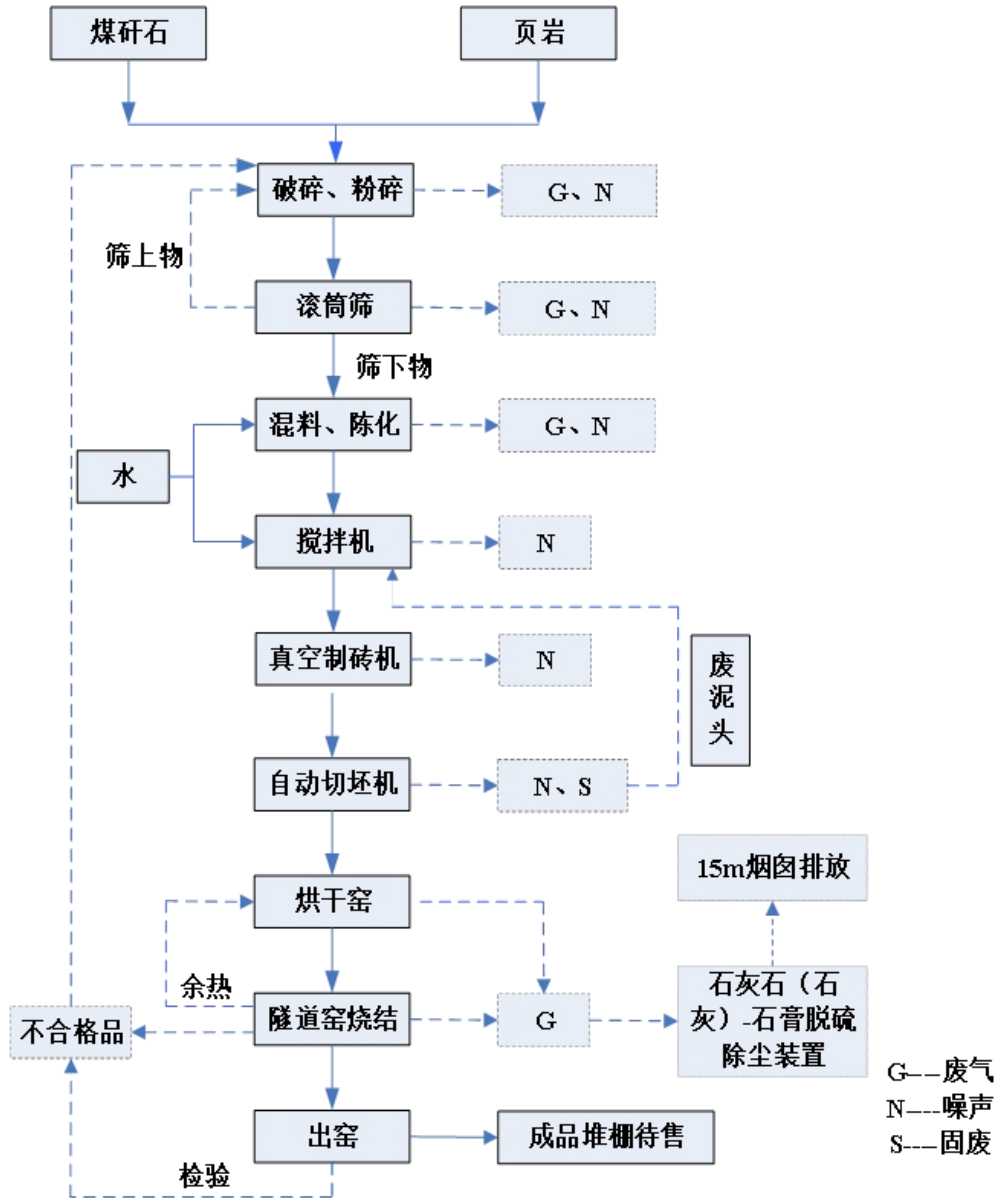 煤矸石
页岩
破碎、粉碎
G、N
筛上物
滚筒筛
G、N
筛下物
混料、陈化
G、N
水
搅拌机
N
真空制砖机
N
废
泥
头
自动切坯机
N、S
15m烟囱排放
烘干窑
余热
隧道窑烧结
G
石灰石（石
灰）-石膏脱硫
除尘装置
不合格品
G---废气
N---噪声
S---固废
出窑
成品堆棚待售
检验